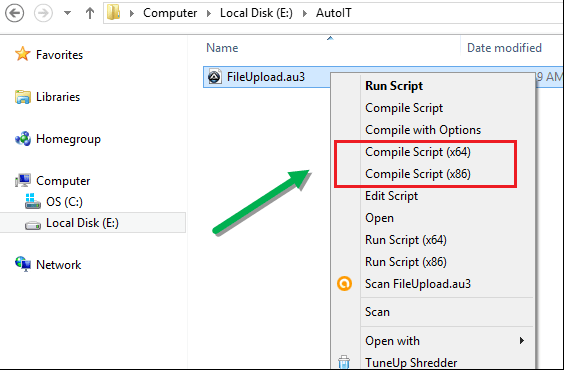 Computer Local Disk (E:) AutoIT
Name Date modified
Favorites
Libraries
Homegroup
Computer
OS (C:)
Local Disk (E:)
Network
FileUpload.au3
9 AM
Run Script
Compile Script
Compile with Options
Compile Script (x64)
Compile Script (x86)
Edit Script
Open
Run Script (x64)
Run Script (x86)
Scan FileUpload.au3
Scan
Open with
TuneUp Shredder